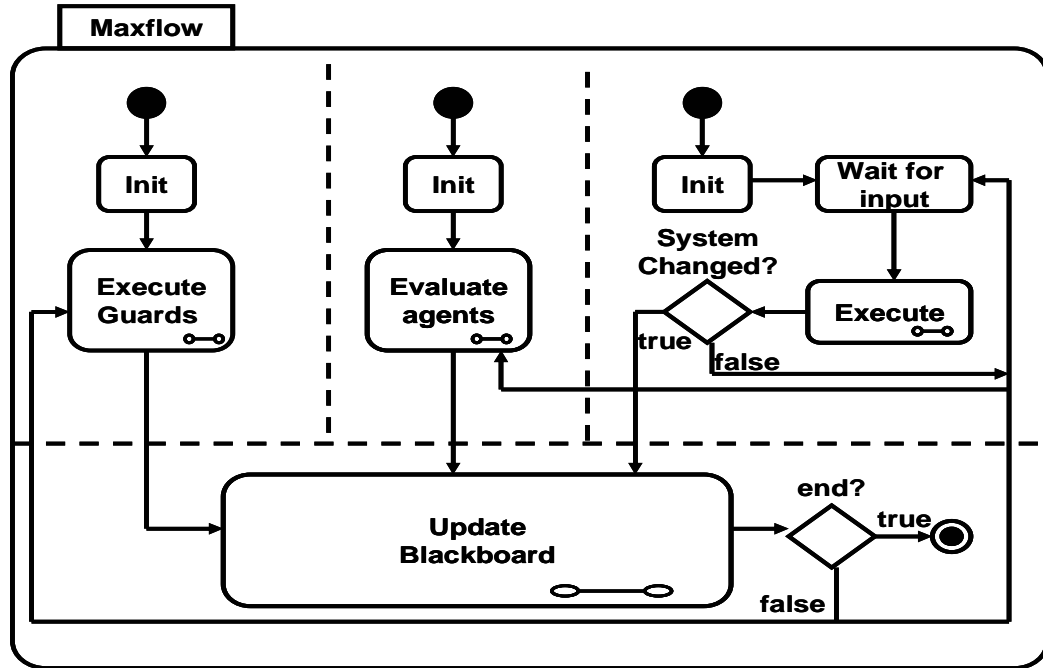 Maxflow
Init
Init
Init
Wait for
input
Execute
Guards
Evaluate
agents
System
Changed?
Execute
true
false
Update
Blackboard
end?
true
false